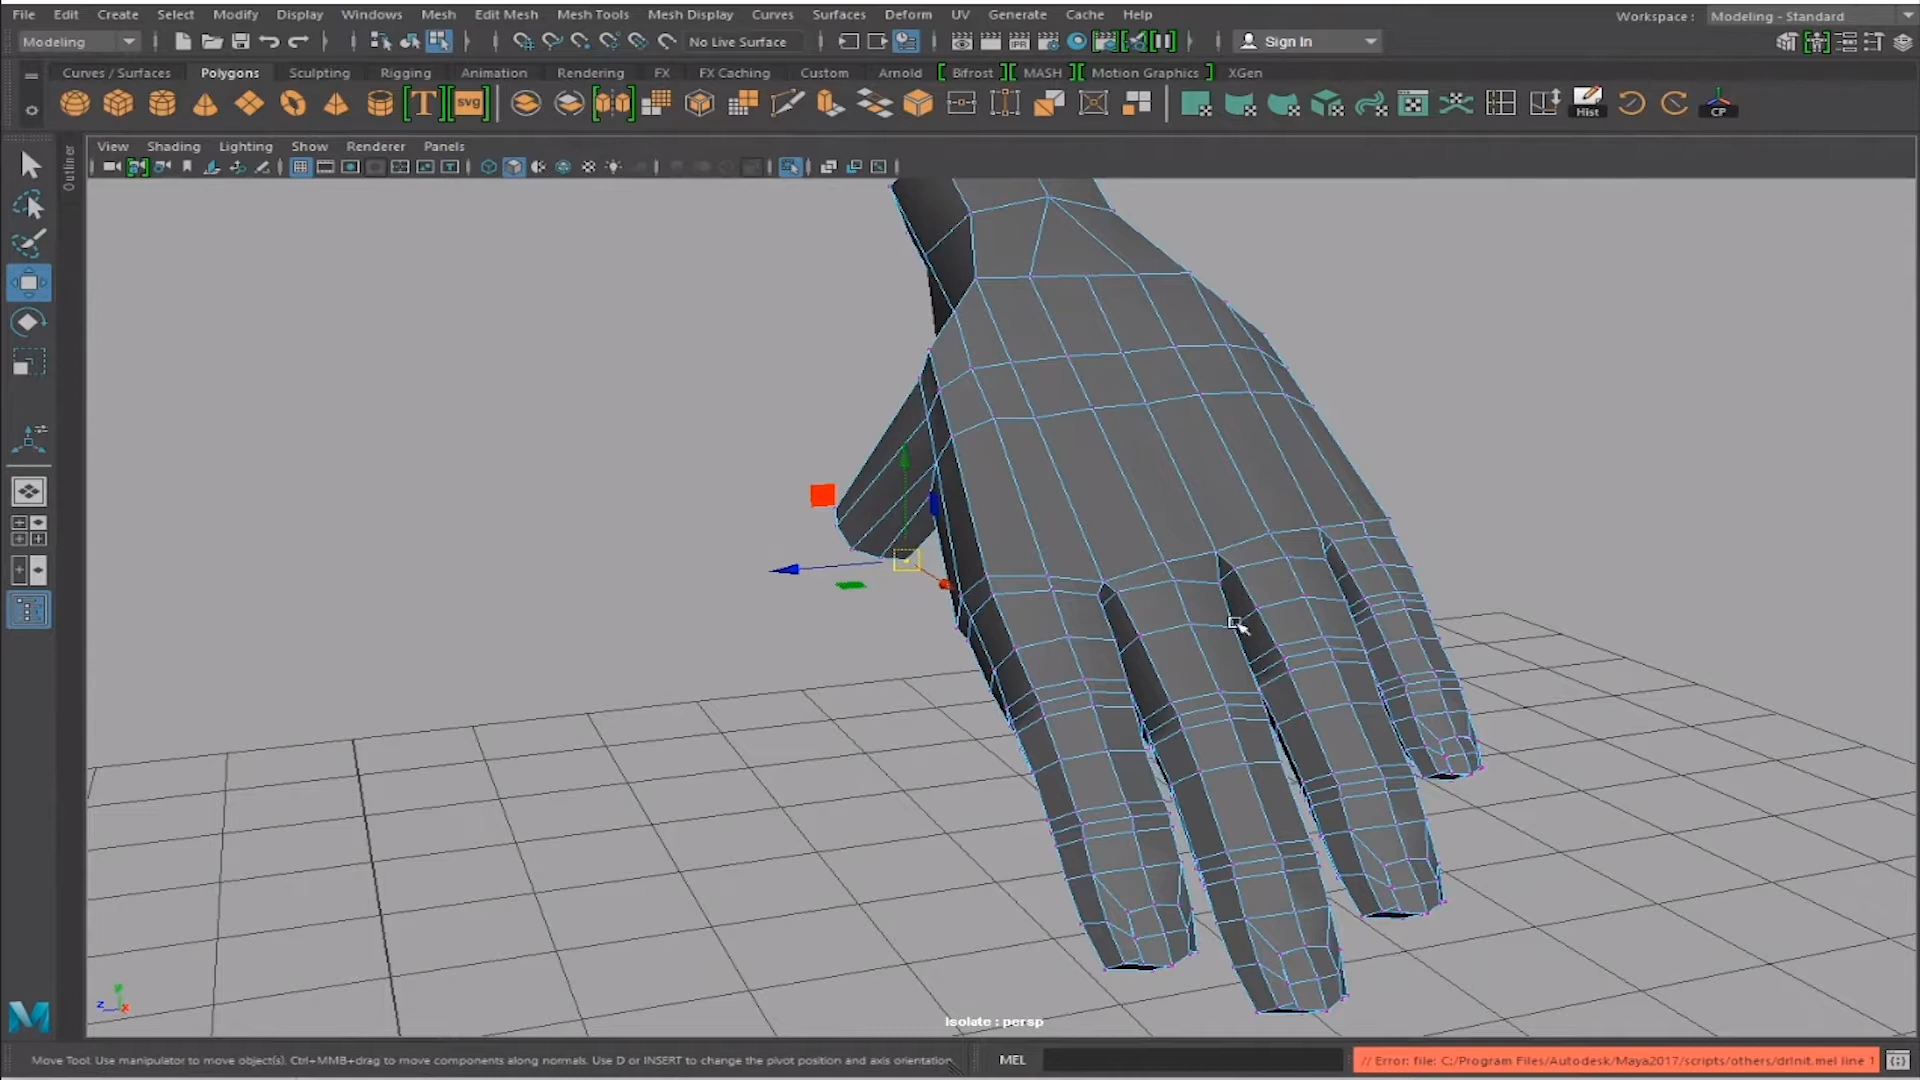 File Edit Create Select Modify Display Windows Mesh Edit Mesh Mesh Tools Mesh Display Curves Surfaces Deform UV Generate Cache Help Workspace : Modeling - Standard
Modeling No Live Surface Sign In
Curves / Surfaces Polygons Sculpting Rigging Animation Rendering FX FX Caching Custom Arnold Bifrost MASH Motion Graphics XGen
T svg Hist CP
View Shading Lighting Show Renderer Panels
Outliner
z y x
Isolate : persp
Move Tool: Use manipulator to move object(s). Ctrl+MMB+drag to move components along normals. Use D or INSERT to change the pivot position and axis orientation MEL // Error: file: C:/Program Files/Autodesk/Maya2017/scripts/others/drInit.mel line 1